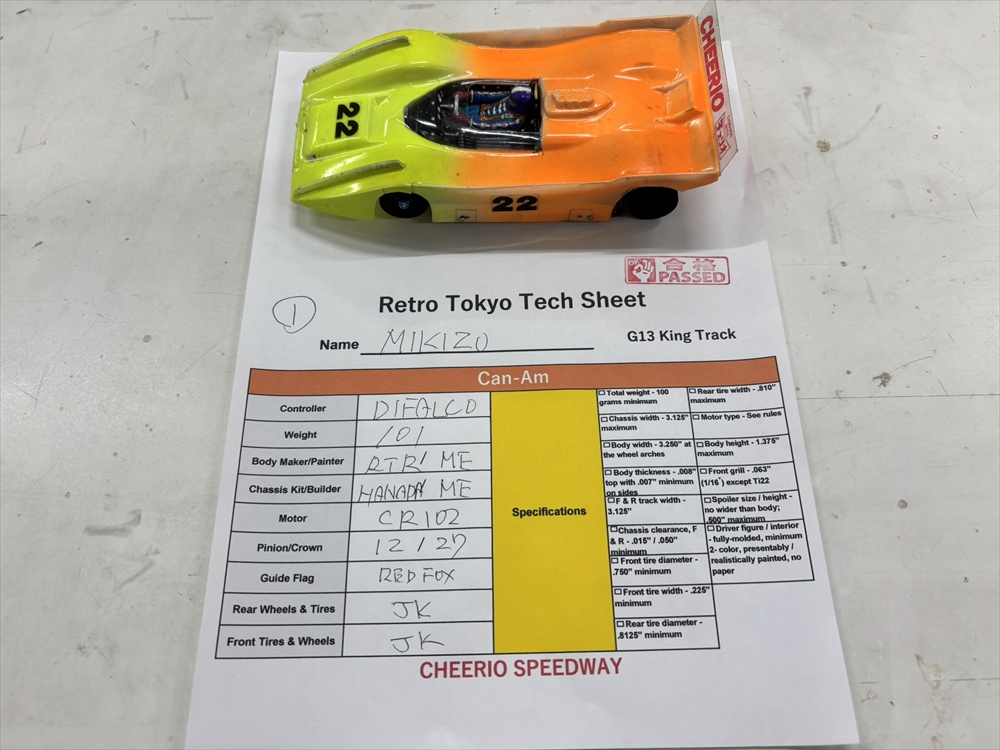 CHEERIO
22
22
合格
PASSED
1
Retro Tokyo Tech Sheet
Name MIKIZO
G13 King Track
Can-Am
Controller DIFALCO
Weight 101
Body Maker/Painter RTR/ ME
Chassis Kit/Builder HANADA ME
Motor CR102
Pinion/Crown 12/27
Guide Flag RED FOX
Rear Wheels & Tires JK
Front Tires & Wheels JK
Specifications
Total weight - 100
grams minimum
Chassis width - 3.125"
maximum
Body width - 3.250" at
the wheel arches
Body thickness - .008"
top with .007" minimum
on sides
F & R track width -
3.125"
Chassis clearance, F
& R - .015" / .050"
minimum
Front tire diameter -
.750" minimum
Front tire width - .225"
minimum
Rear tire diameter -
.8125" minimum
Rear tire width - .810"
maximum
Motor type - See rules
Body height - 1.375"
maximum
Front grill - .063"
(1/16") except Ti22
Spoiler size / height -
no wider than body;
.500" maximum
Driver figure / interior
- fully-molded, minimum
2- color, presentably /
realistically painted, no
paper
CHEERIO SPEEDWAY